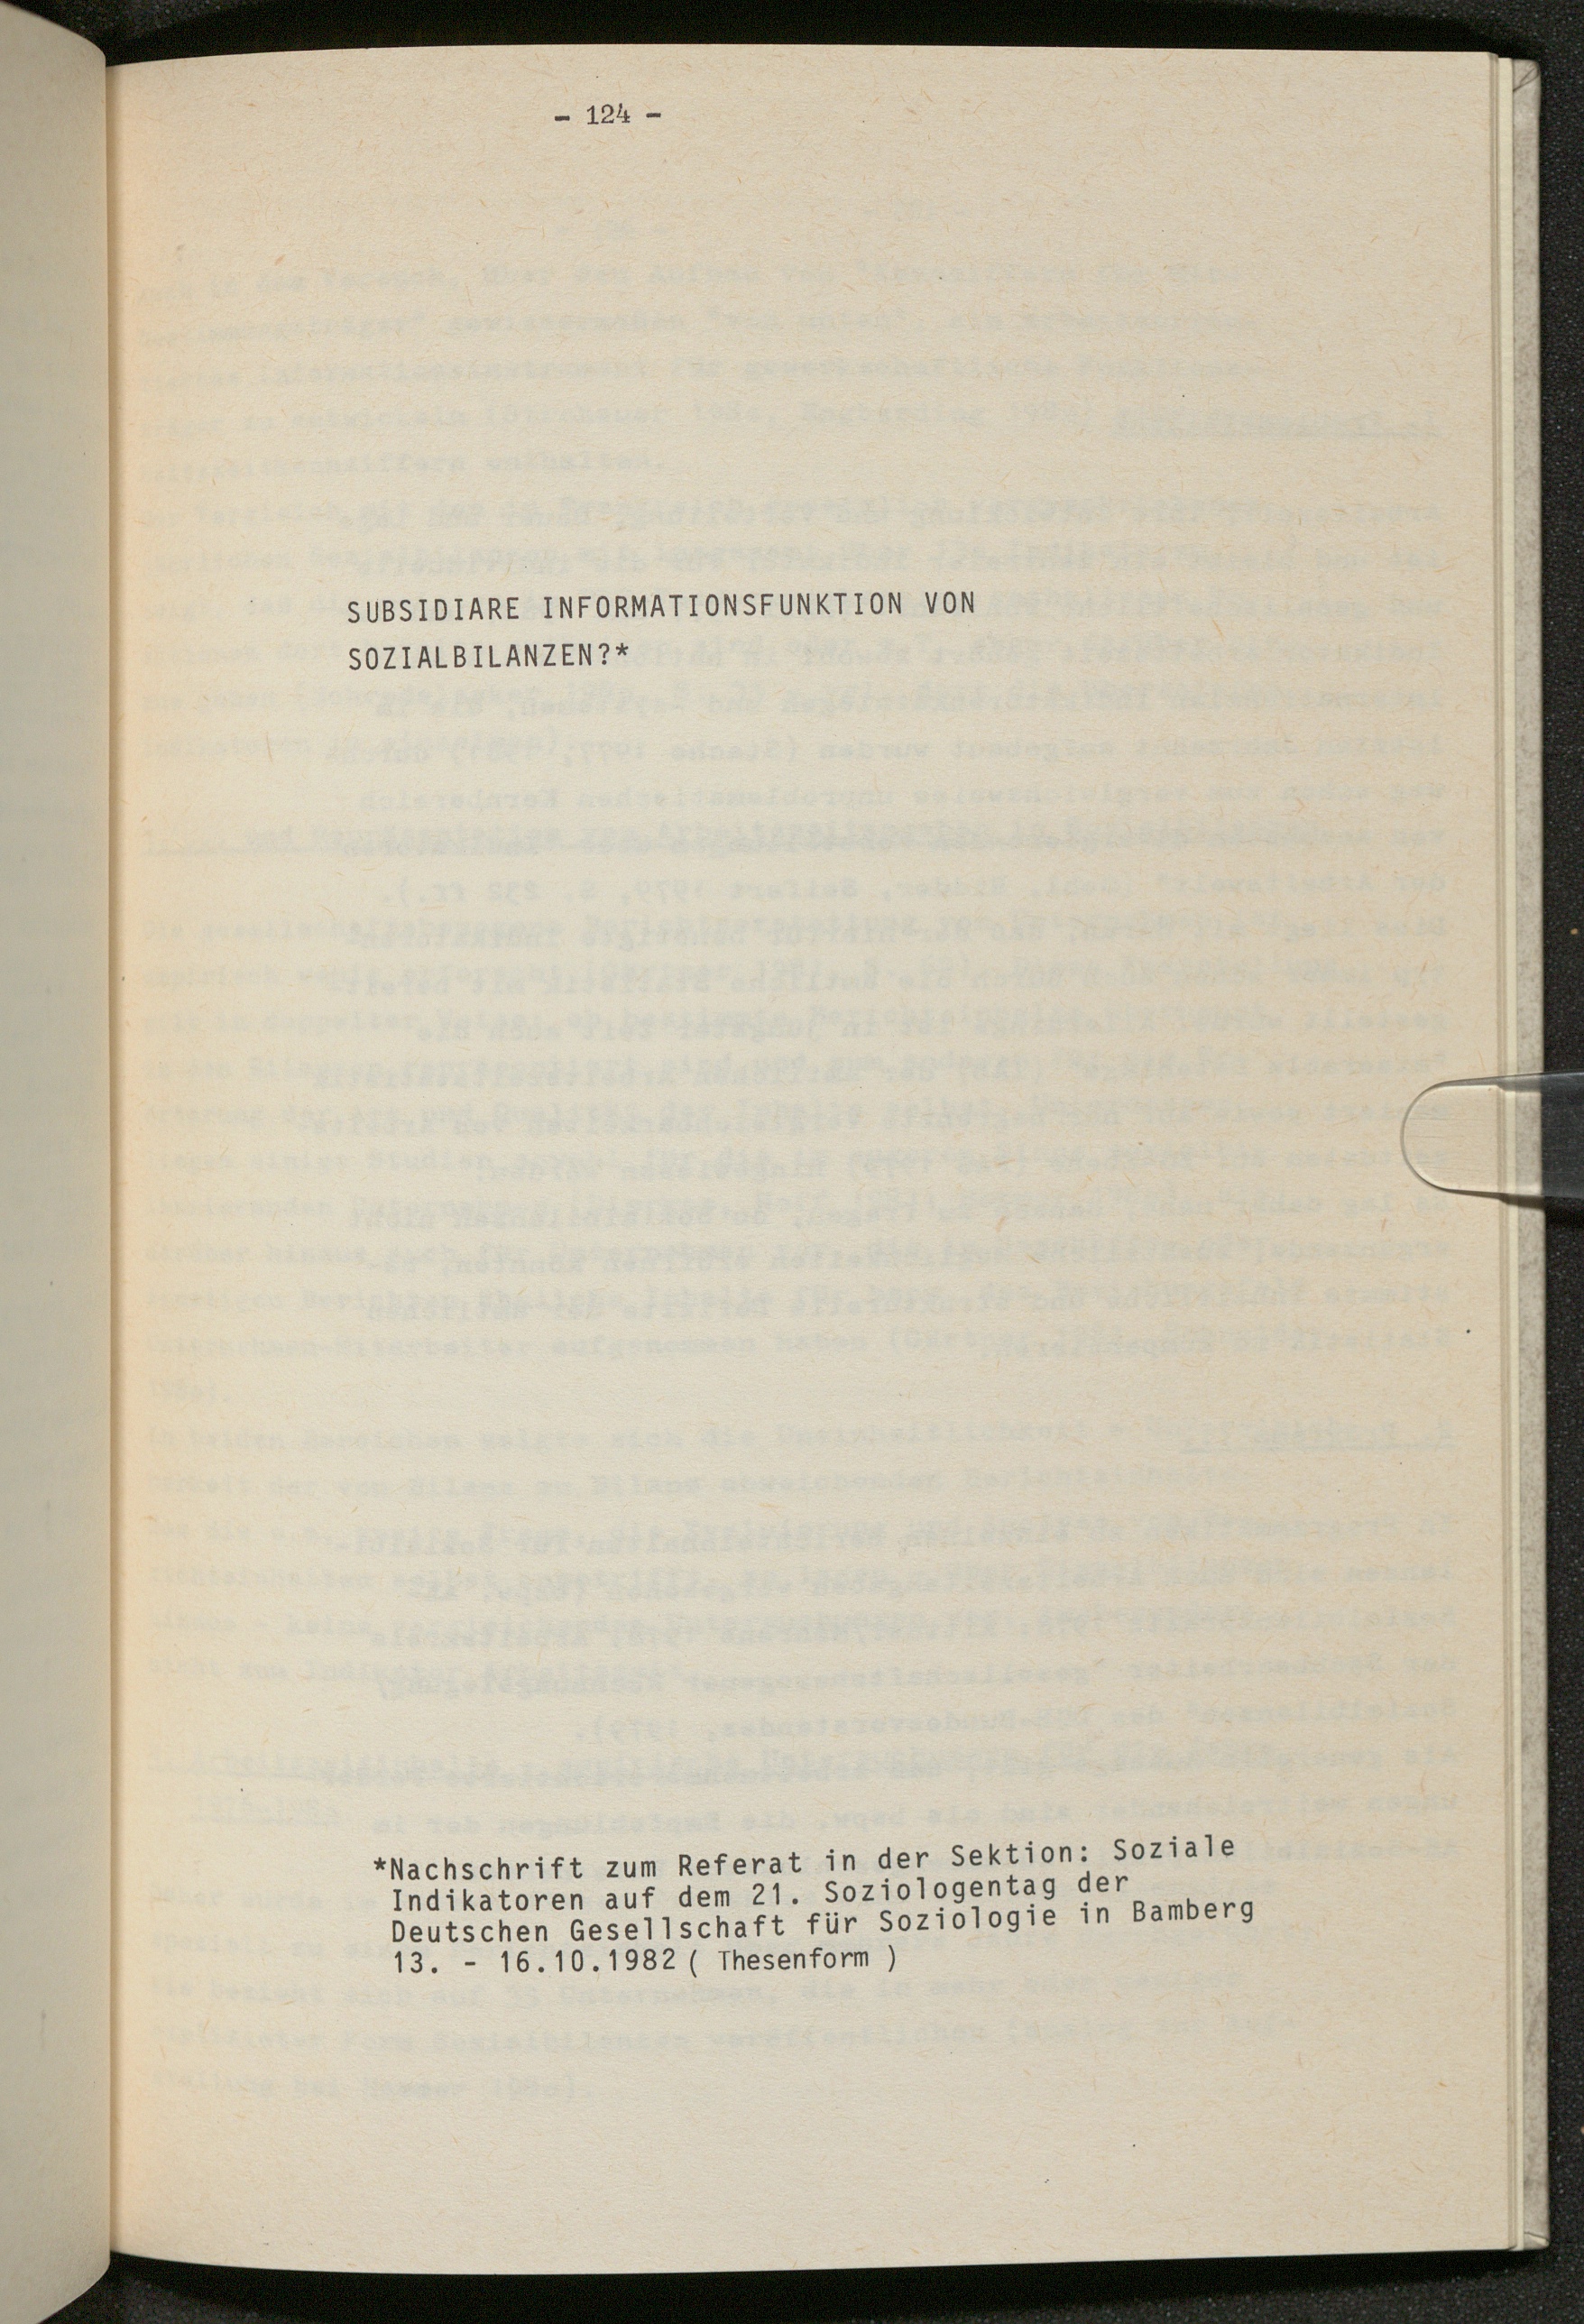 - 124 -
SUBSIDIARE INFORMATIONSFUNKTION VON
SOZIALBILANZEN?*
*Nachschrift zum Referat in der Sektion: Soziale
Indikatoren auf dem 21. Soziologentag der
Deutschen Gesellschaft für Soziologie in Bamberg
13. - 16.10.1982 ( Thesenform )